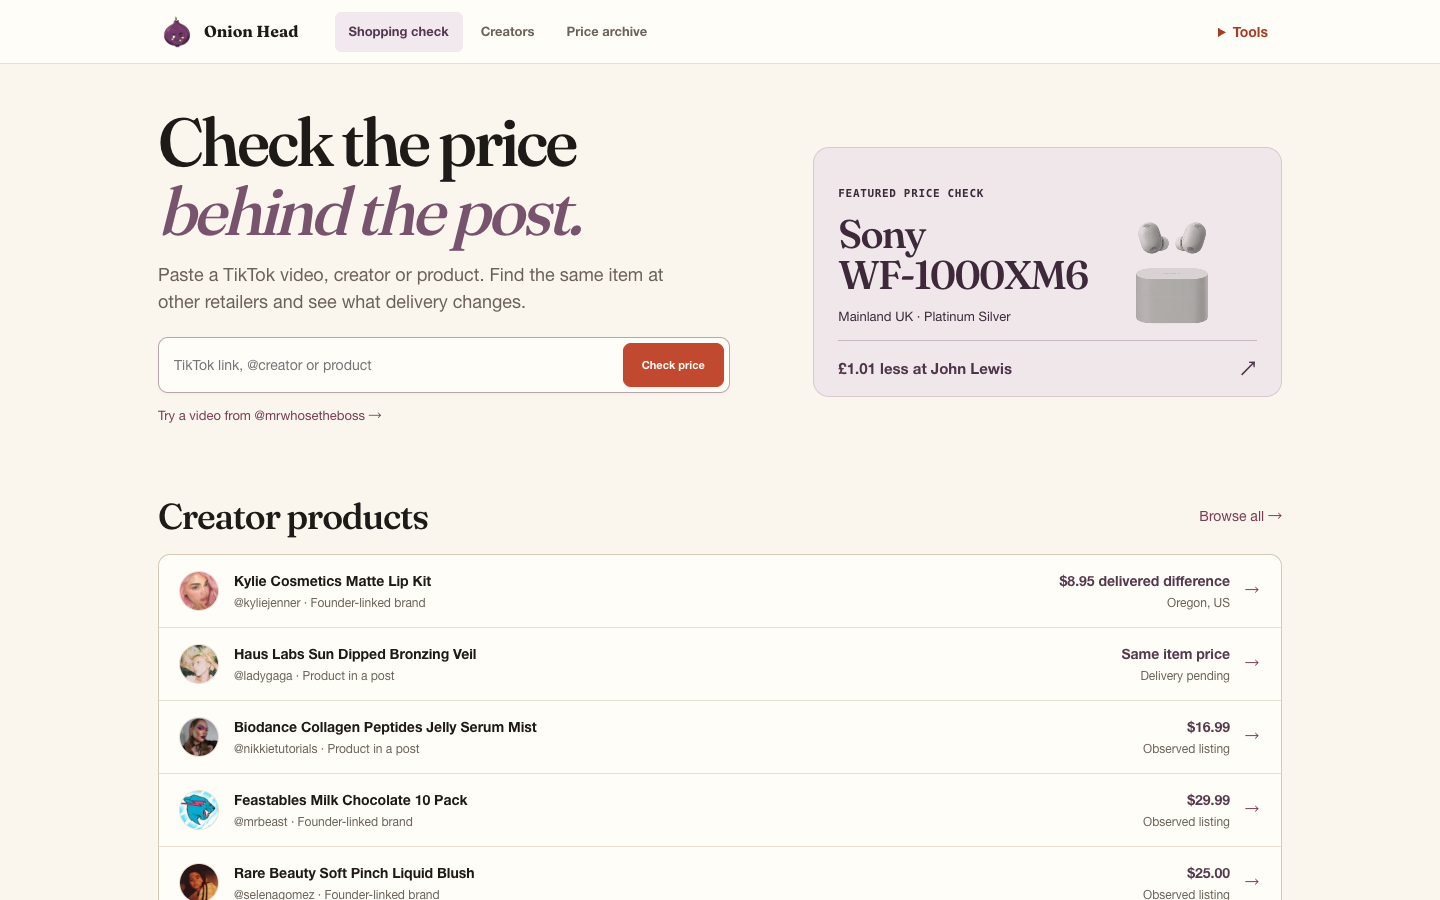 Onion Head
Shopping check
Creators
Price archive
▶ Tools
Check the price
behind the post.
Paste a TikTok video, creator or product. Find the same item at
other retailers and see what delivery changes.
TikTok link, @creator or product
Check price
Try a video from @mrwhosetheboss →
FEATURED PRICE CHECK
Sony
WF-1000XM6
Mainland UK · Platinum Silver
£1.01 less at John Lewis ↗
Creator products
Browse all →
Kylie Cosmetics Matte Lip Kit
@kyliejenner · Founder-linked brand
$8.95 delivered difference
Oregon, US
→
Haus Labs Sun Dipped Bronzing Veil
@ladygaga · Product in a post
Same item price
Delivery pending
→
Biodance Collagen Peptides Jelly Serum Mist
@nikkietutorials · Product in a post
$16.99
Observed listing
→
Feastables Milk Chocolate 10 Pack
@mrbeast · Founder-linked brand
$29.99
Observed listing
→
Rare Beauty Soft Pinch Liquid Blush
@selenagomez · Founder-linked brand
$25.00
Observed listing
→